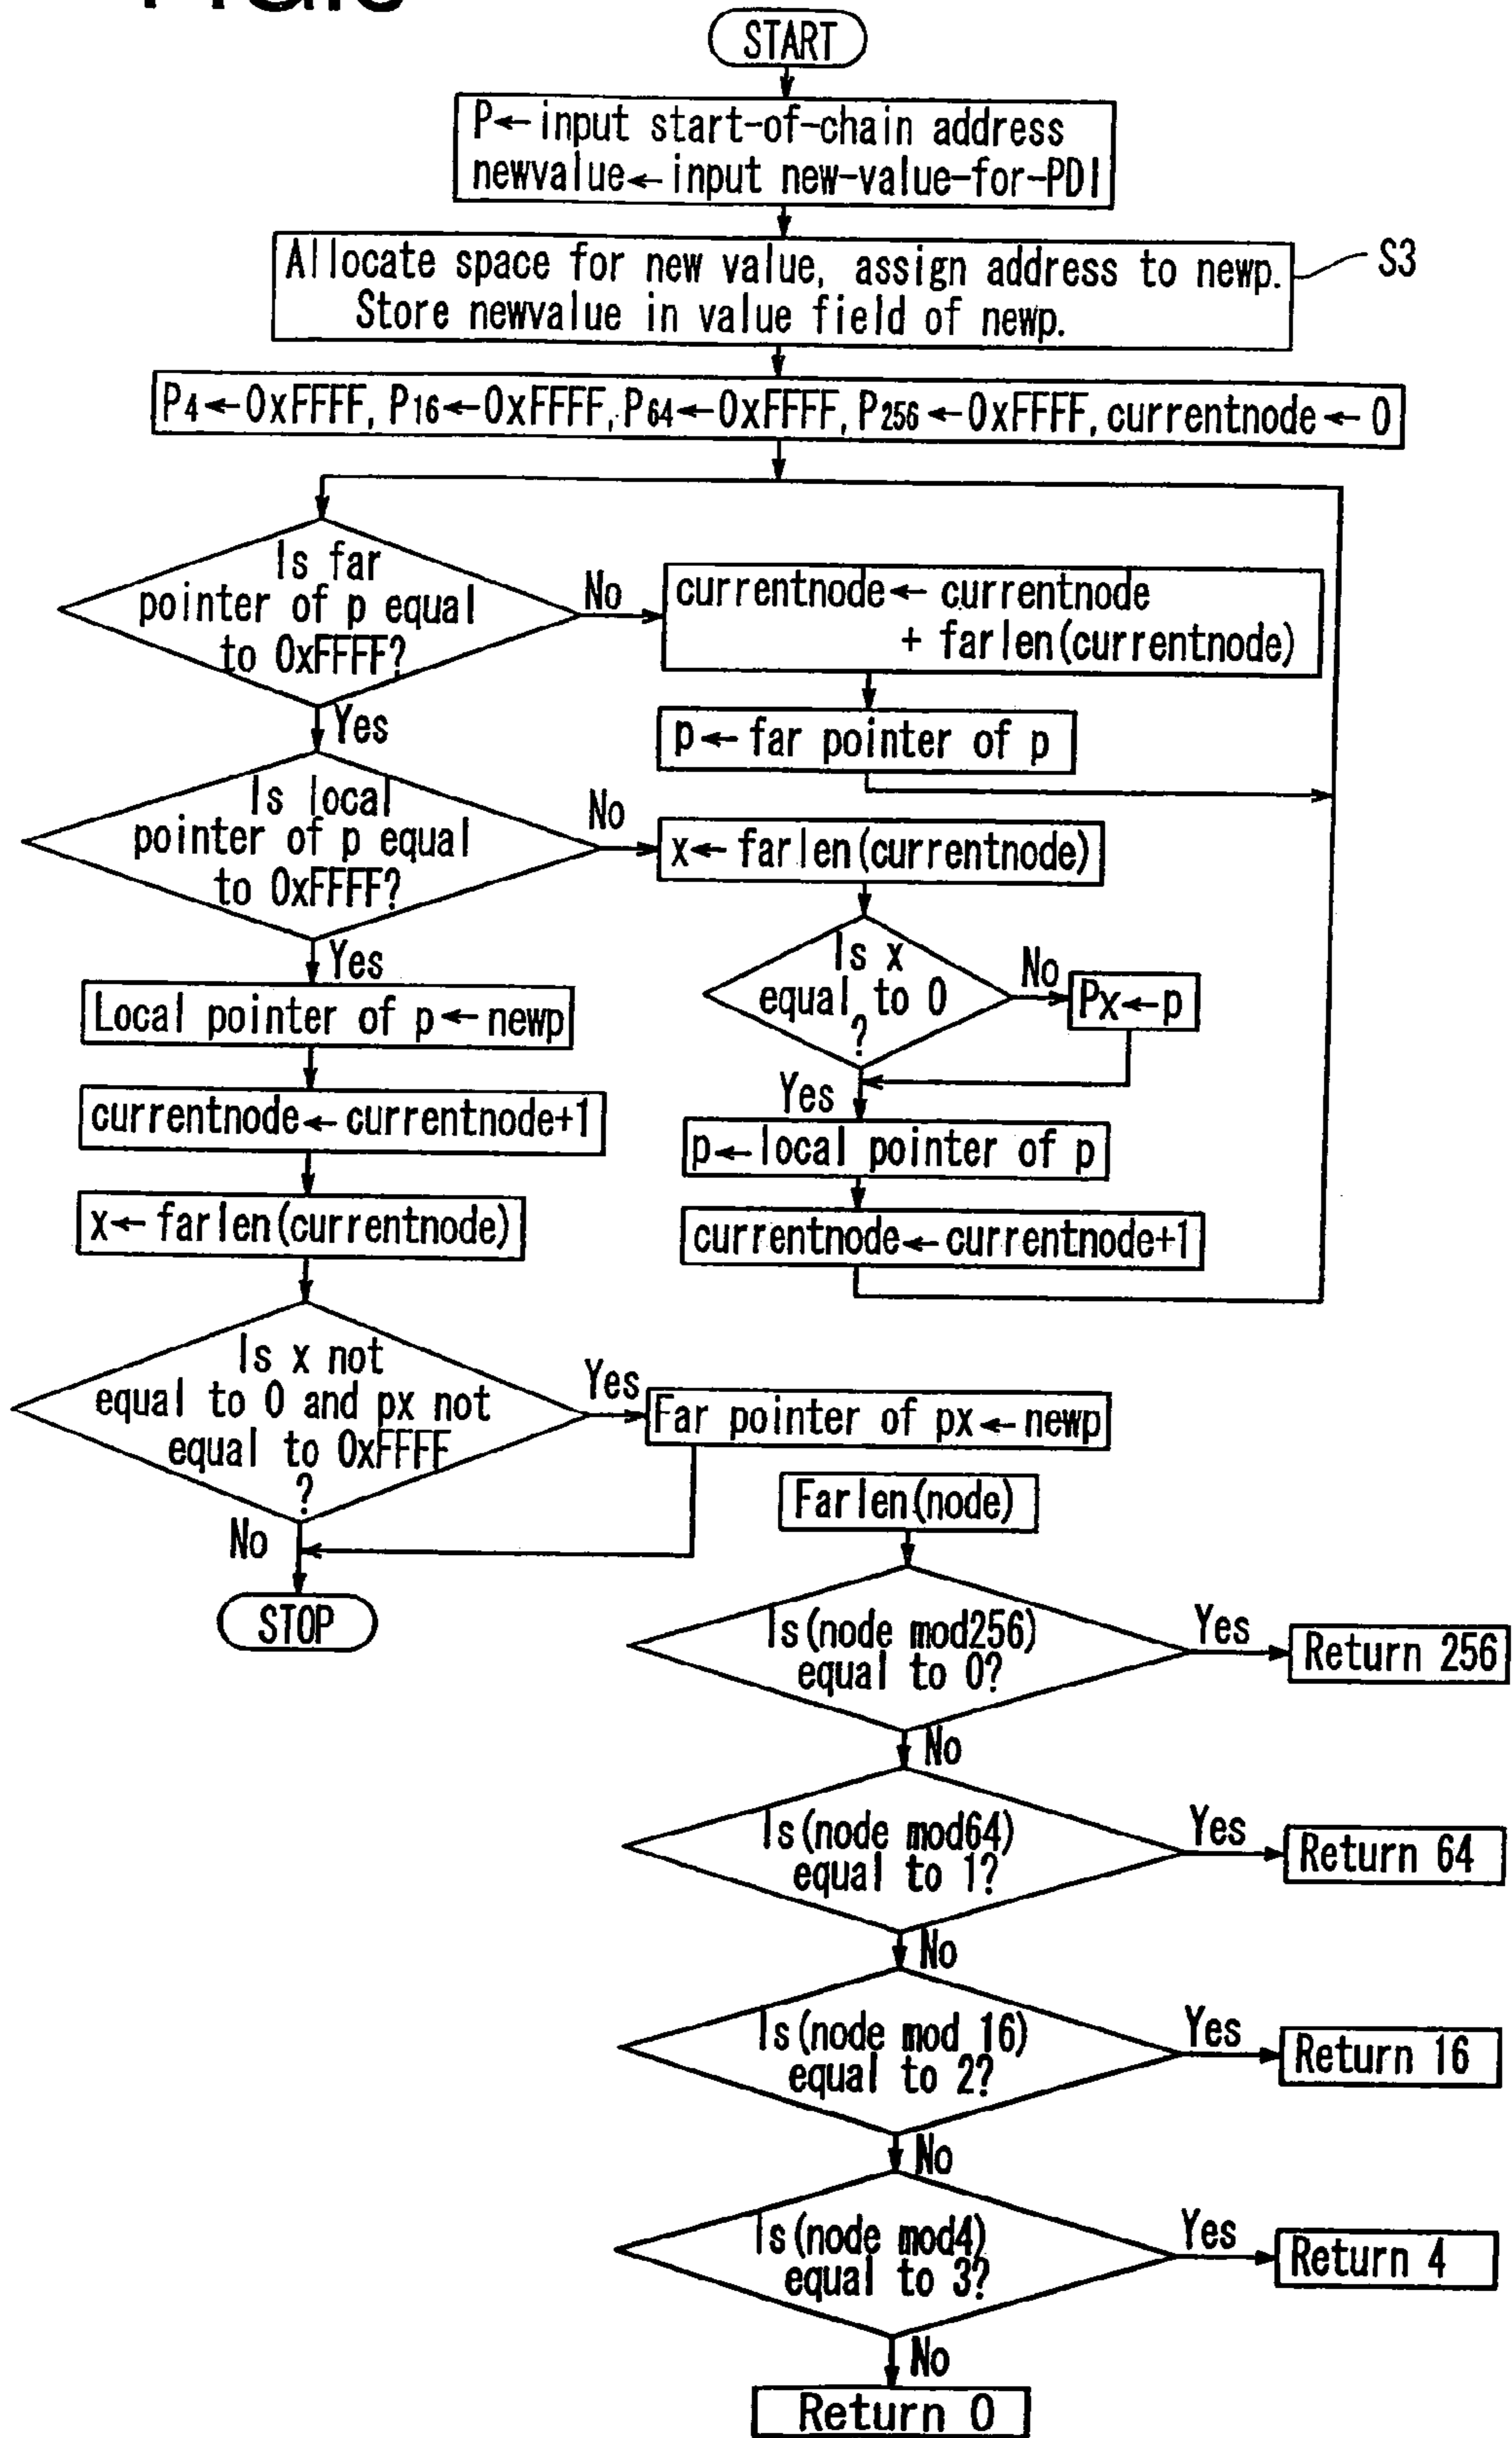 START
P←input start-of-chain address
newvalue←input new-value-for-PDI
Allocate space for new value, assign address to newp.
Store newvalue in value field of newp.
S3
P4←0xFFFF, P16←0xFFFF, P64←0xFFFF, P256←0xFFFF, currentnode←0
Is far
pointer of p equal
to 0xFFFF?
No
currentnode← currentnode
+ farlen(currentnode)
Yes
p← far pointer of p
Is local
pointer of p equal
to 0xFFFF?
No
x← farlen(currentnode)
Yes
Is x
equal to 0
?
No
Px←p
Local pointer of p←newp
Yes
currentnode←currentnode+1
p←local pointer of p
x← farlen(currentnode)
currentnode←currentnode+1
Is x not
equal to 0 and px not
equal to 0xFFFF
?
Yes
Far pointer of px←newp
No
STOP
Farlen(node)
Is(node mod256)
equal to 0?
Yes
Return 256
No
Is(node mod64)
equal to 1?
Yes
Return 64
No
Is(node mod 16)
equal to 2?
Yes
Return 16
No
Is(node mod4)
equal to 3?
Yes
Return 4
No
Return 0